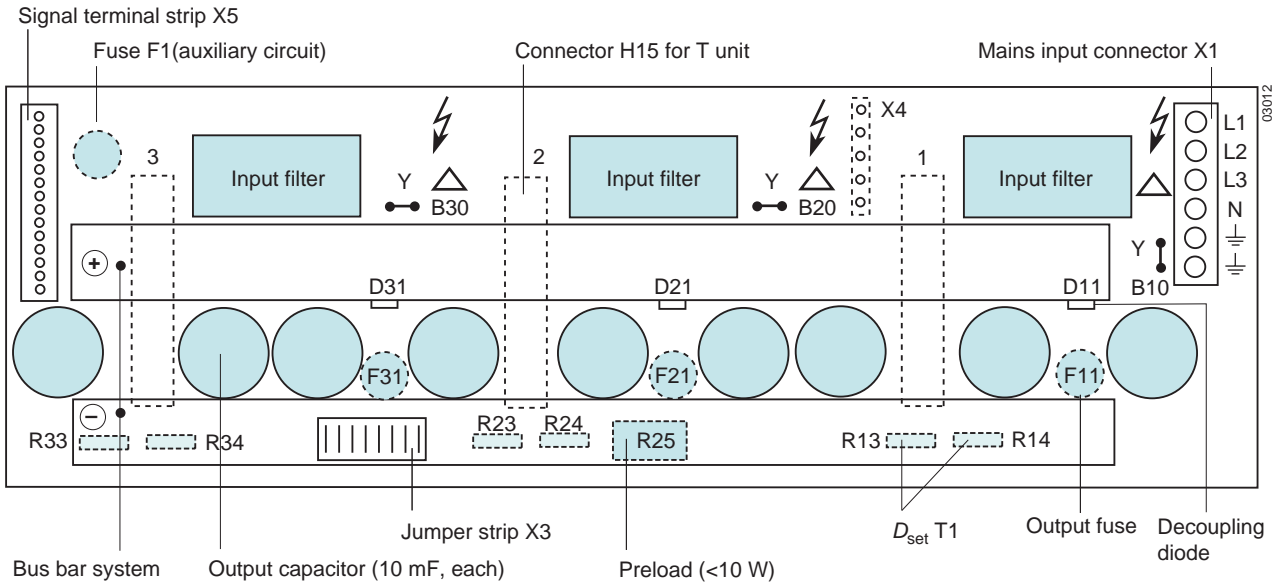 Signal terminal strip X5
Fuse F1(auxiliary circuit)
Connector H15 for T unit
Mains input connector X1
03012
X4
L1
L2
L3
N
3
2
1
Input filter
Input filter
Input filter
Y
B30
Y
B20
Y
B10
+
D31
D21
D11
F31
F21
F11
−
R33
R34
R23
R24
R25
R13
R14
Jumper strip X3
Dset T1
Output fuse
Decoupling
diode
Bus bar system
Output capacitor (10 mF, each)
Preload (<10 W)